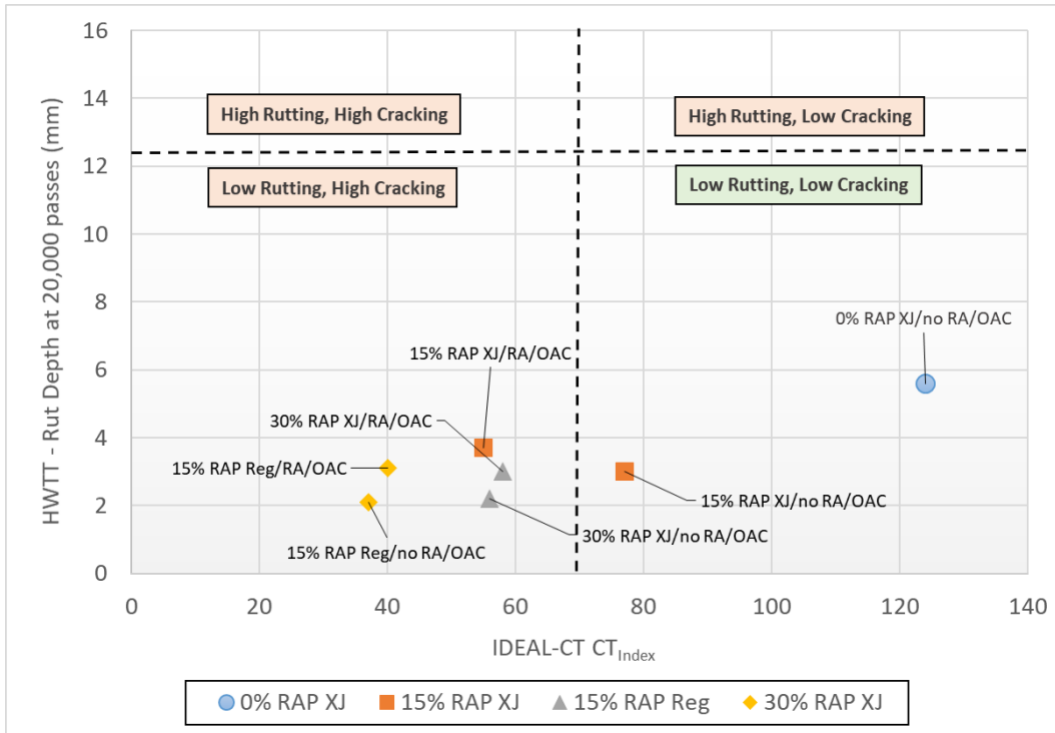 HWTT - Rut Depth at 20,000 passes (mm)
16
14
12
10
8
6
4
2
0
High Rutting, High Cracking
High Rutting, Low Cracking
Low Rutting, High Cracking
Low Rutting, Low Cracking
0% RAP XJ/no RA/OAC
15% RAP XJ/RA/OAC
30% RAP XJ/RA/OAC
15% RAP Reg/RA/OAC
15% RAP XJ/no RA/OAC
30% RAP XJ/no RA/OAC
15% RAP Reg/no RA/OAC
0 20 40 60 80 100 120 140
IDEAL-CT CTIndex
0% RAP XJ 15% RAP XJ 15% RAP Reg 30% RAP XJ